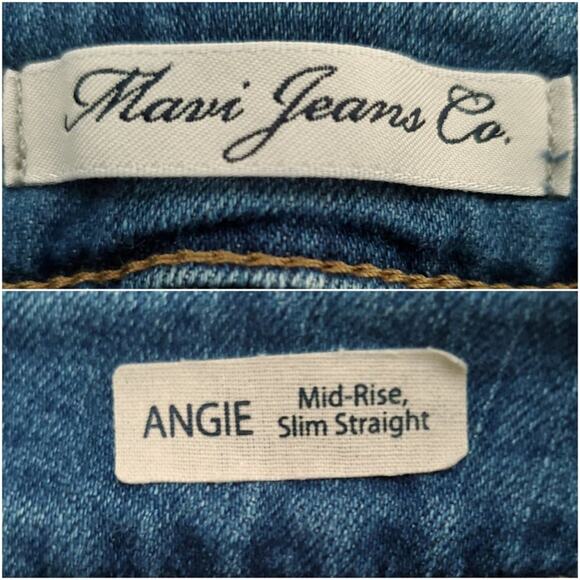 Mavi Jeans Co.
ANGIE Mid-Rise,
Slim Straight